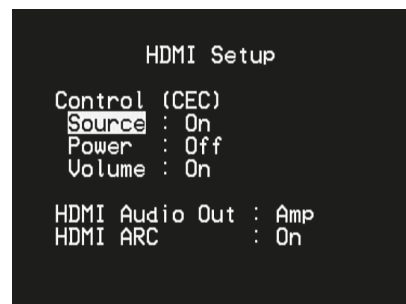 HDMI Setup
Control (CEC)
Source : On
Power : Off
Volume : On
HDMI Audio Out : Amp
HDMI ARC : On